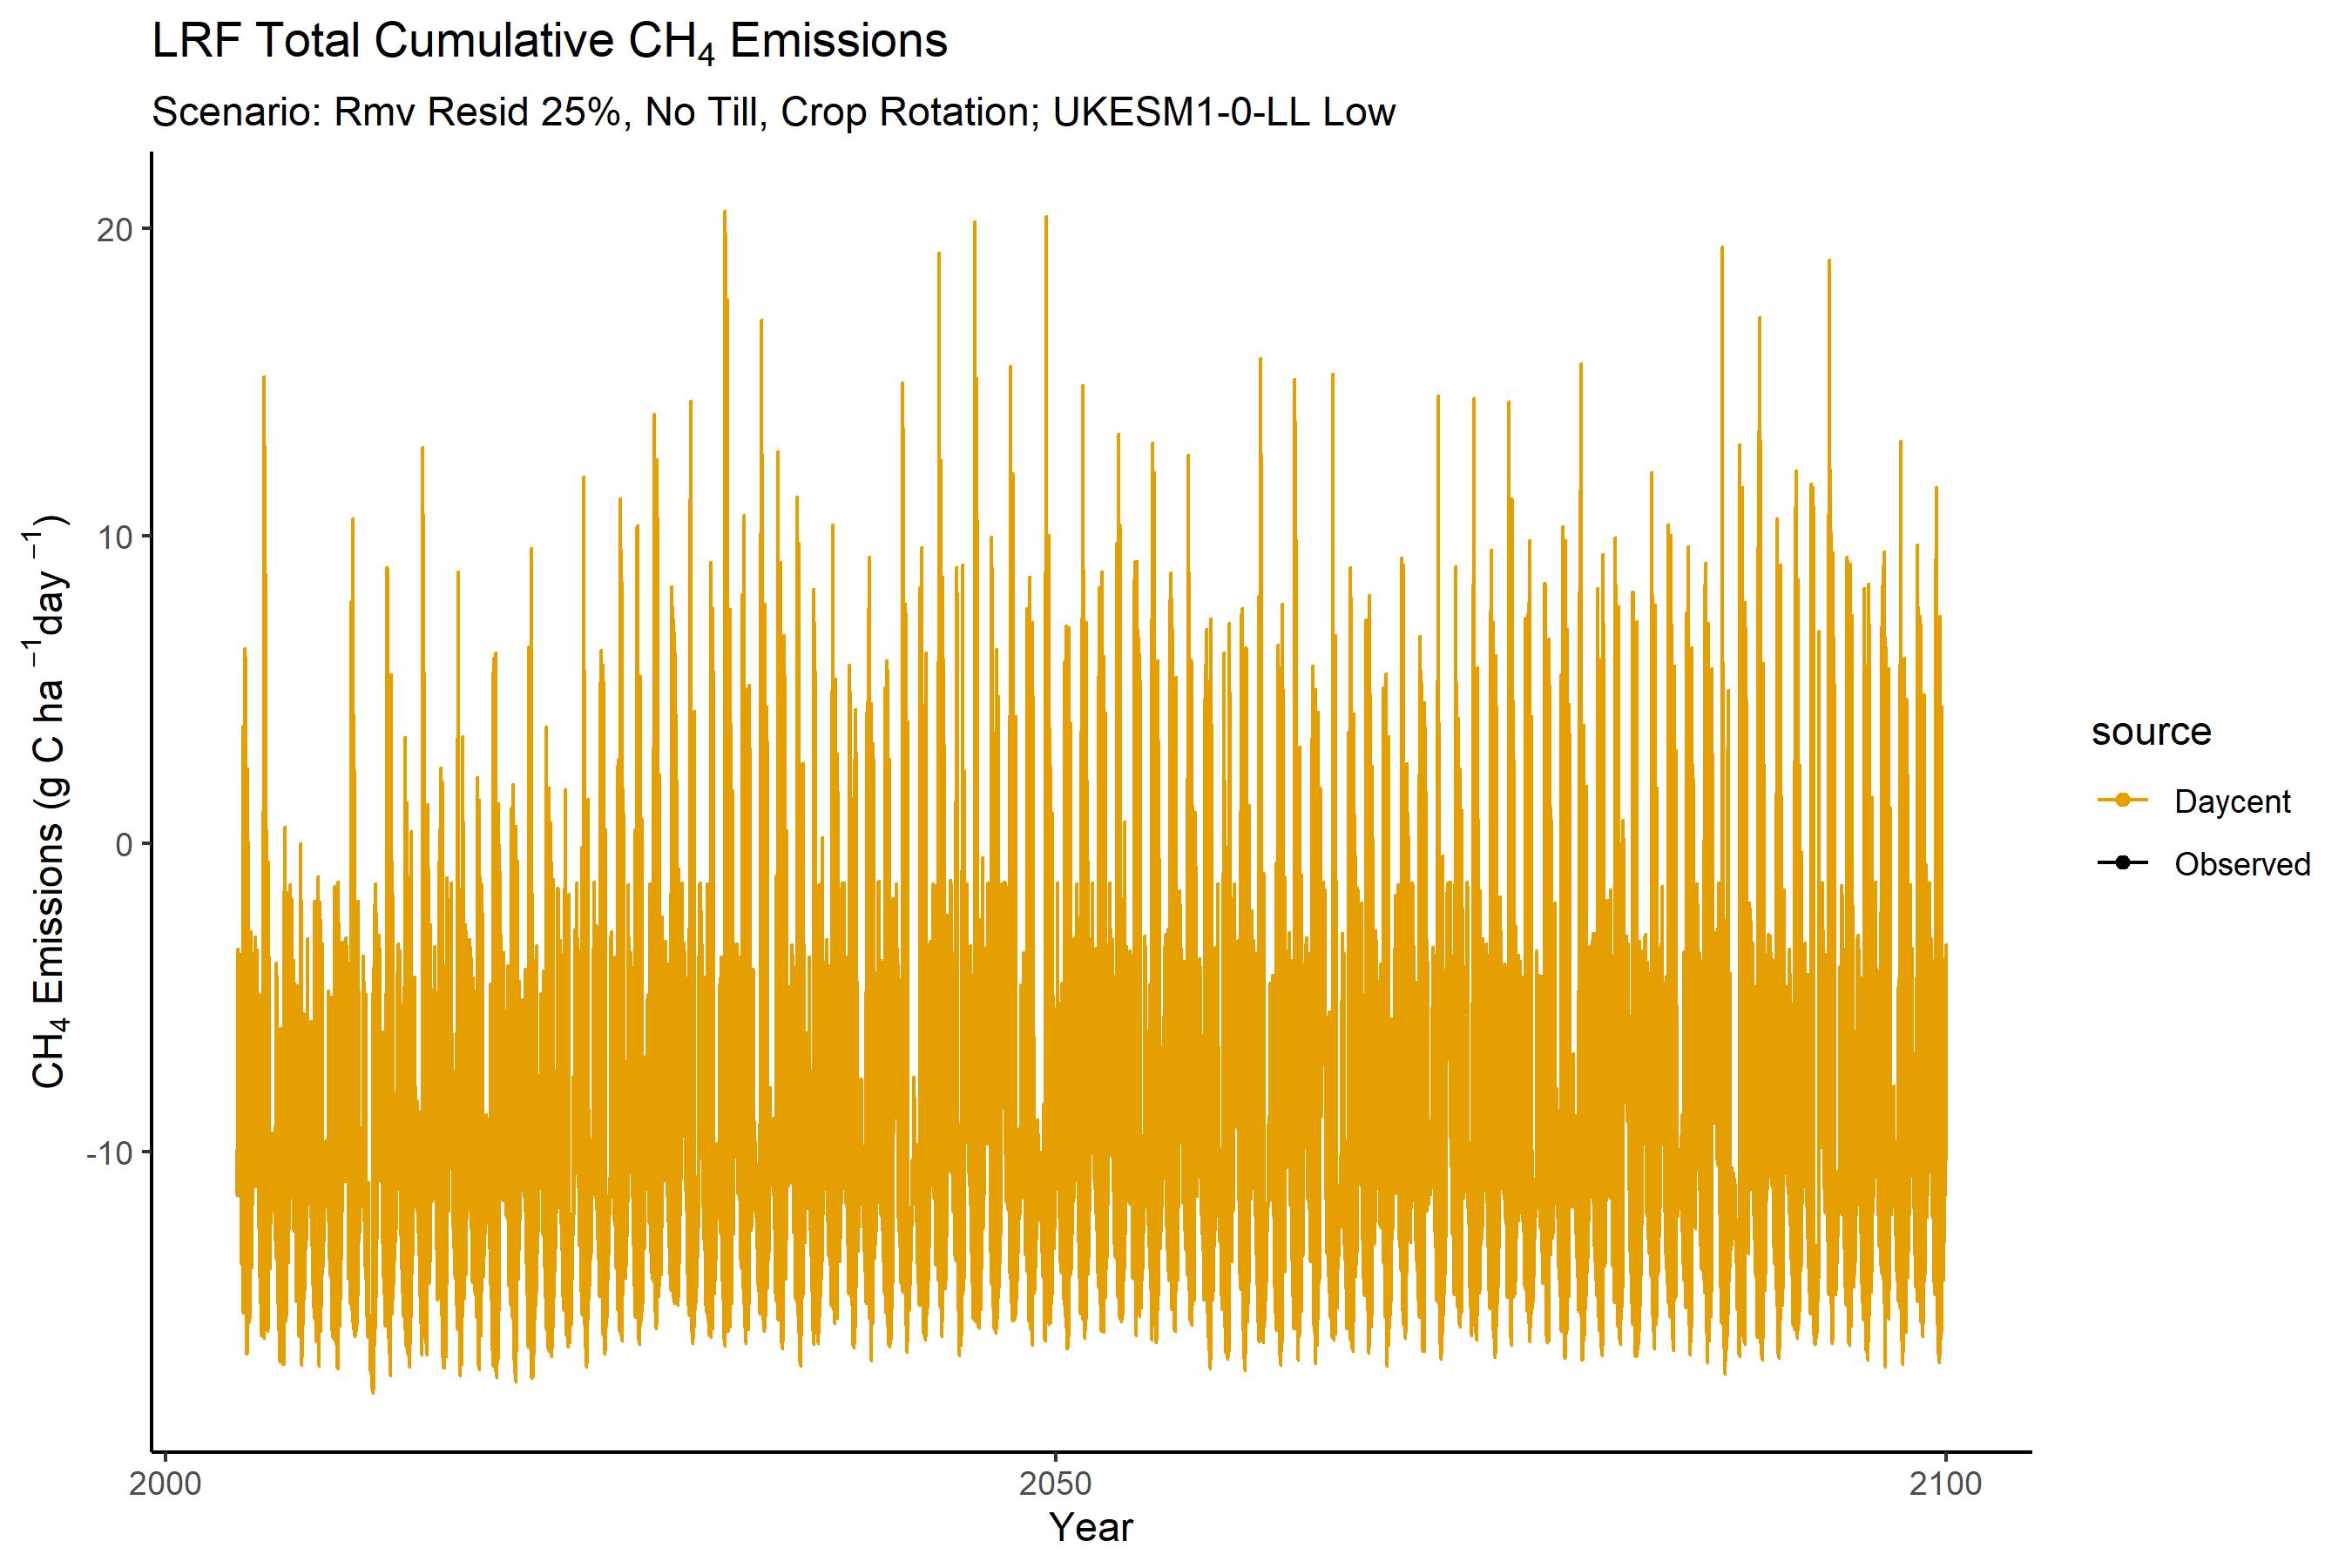 LRF Total Cumulative CH₄ Emissions
Scenario: Rmv Resid 25%, No Till, Crop Rotation; UKESM1-0-LL Low
CH₄ Emissions (g C ha ⁻¹day ⁻¹)
20
10
0
-10
2000
2050
2100
Year
source
Daycent
Observed